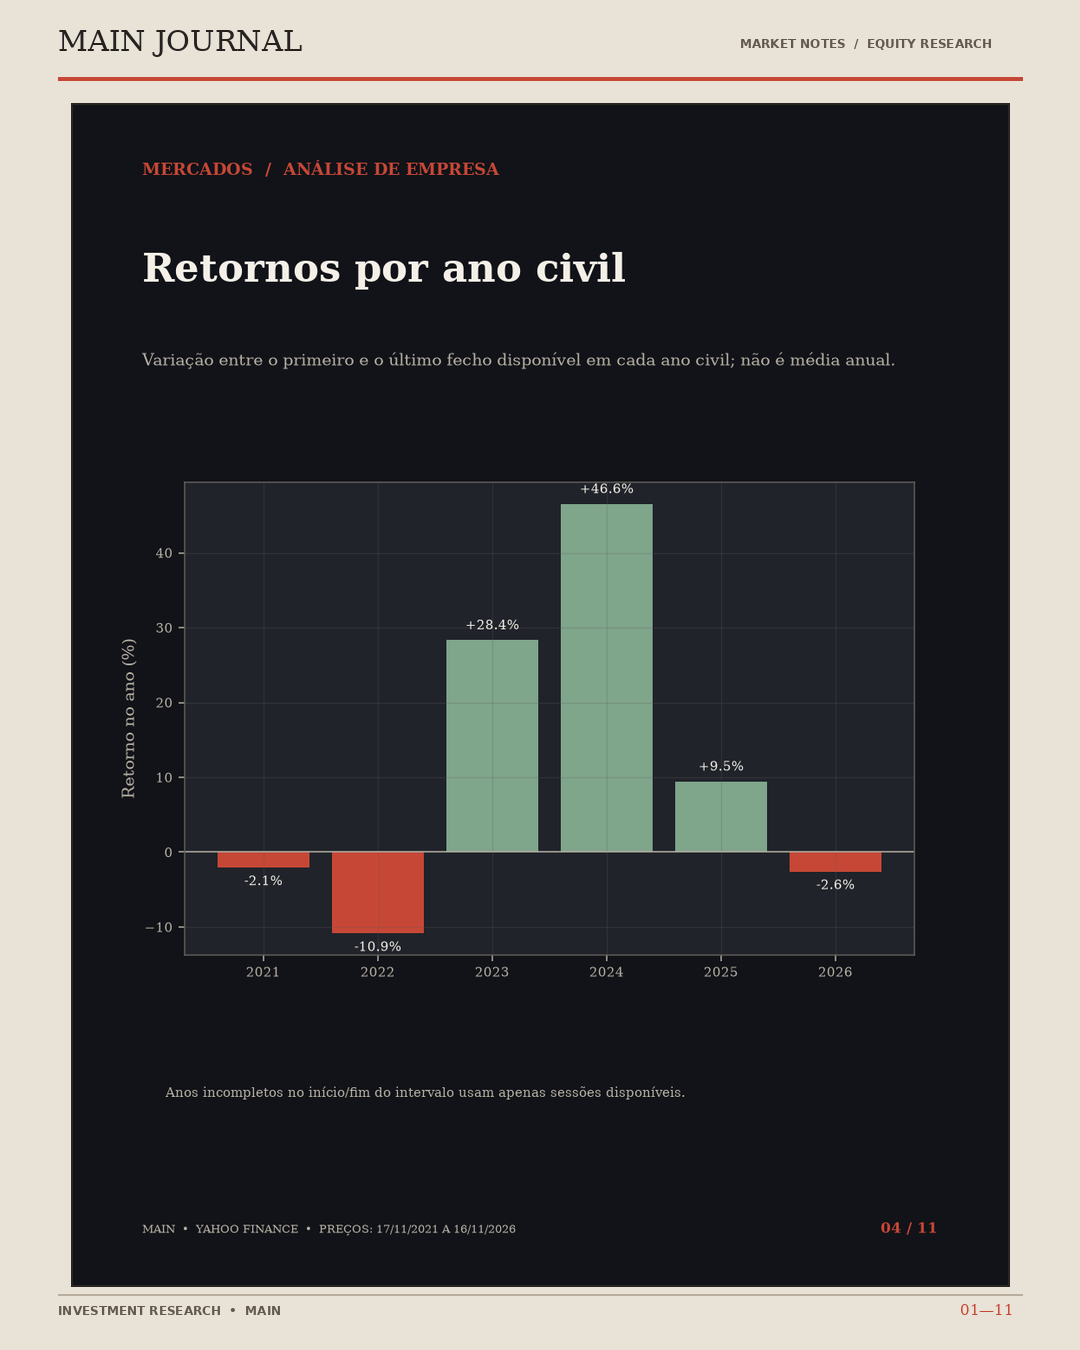 MAIN JOURNAL
MARKET NOTES / EQUITY RESEARCH
MERCADOS / ANÁLISE DE EMPRESA
Retornos por ano civil
Variação entre o primeiro e o último fecho disponível em cada ano civil; não é média anual.
+46.6%
40
+28.4%
30
20
+9.5%
10
0
-2.1%
-2.6%
−10
-10.9%
Retorno no ano (%)
2021 2022 2023 2024 2025 2026
Anos incompletos no início/fim do intervalo usam apenas sessões disponíveis.
MAIN • YAHOO FINANCE • PREÇOS: 17/11/2021 A 16/11/2026
04 / 11
INVESTMENT RESEARCH • MAIN
01—11